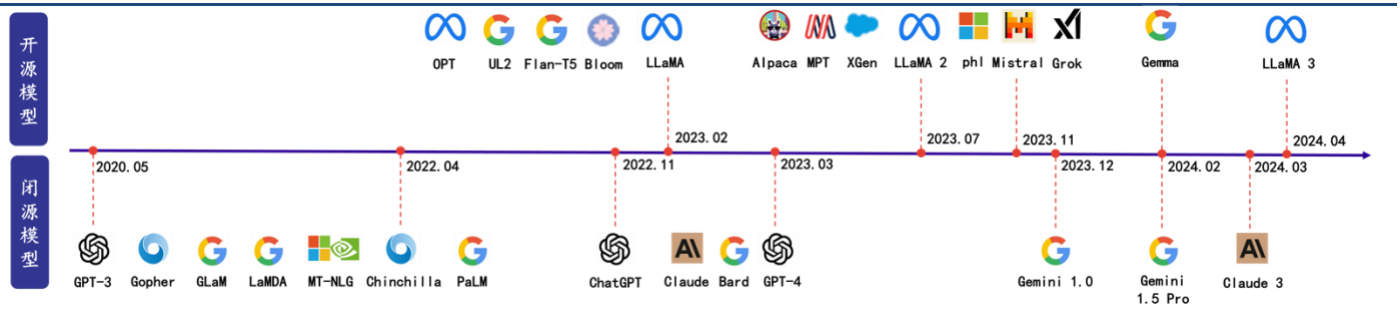 开源模型
OPT UL2 Flan-T5 Bloom LLaMA Alpaca MPT XGen LLaMA 2 phl Mistral Grok Gemma LLaMA 3
2023.02 2023.07 2023.11 2024.04
2020.05 2022.04 2022.11 2023.03 2023.12 2024.02 2024.03
闭源模型
GPT-3 Gopher GLaM LaMDA MT-NLG Chinchilla PaLM ChatGPT Claude Bard GPT-4 Gemini 1.0 Gemini Claude 3
1.5 Pro